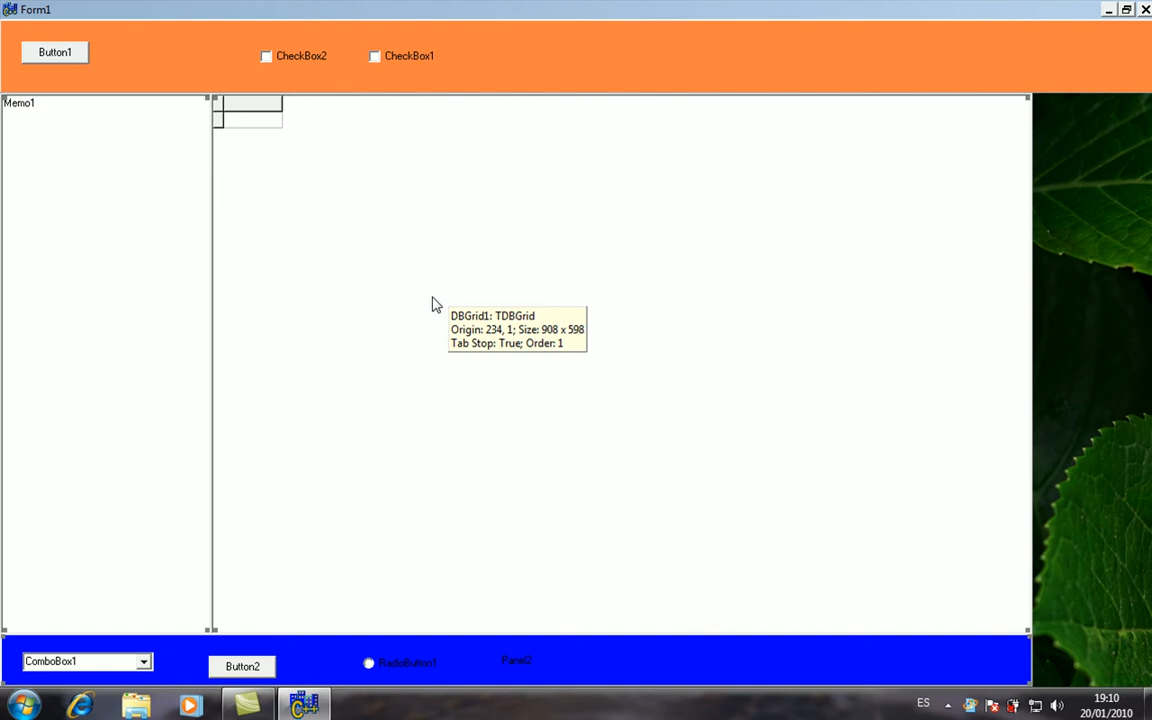 Form1
Button1
CheckBox2
CheckBox1
Memo1
DBGrid1: TDBGrid
Origin: 234, 1; Size: 908 x 598
Tab Stop: True; Order: 1
ComboBox1
Button2
RadioButton1
Panel2
C++
ES
19:10
20/01/2010